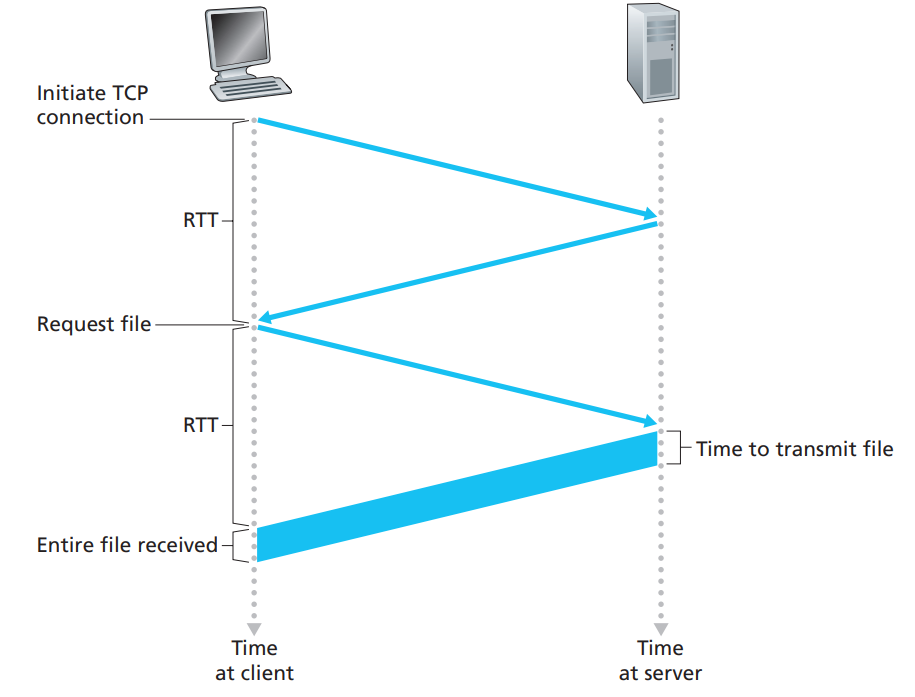 Initiate TCP
connection
RTT
Request file
RTT
Time to transmit file
Entire file received
Time
at client
Time
at server